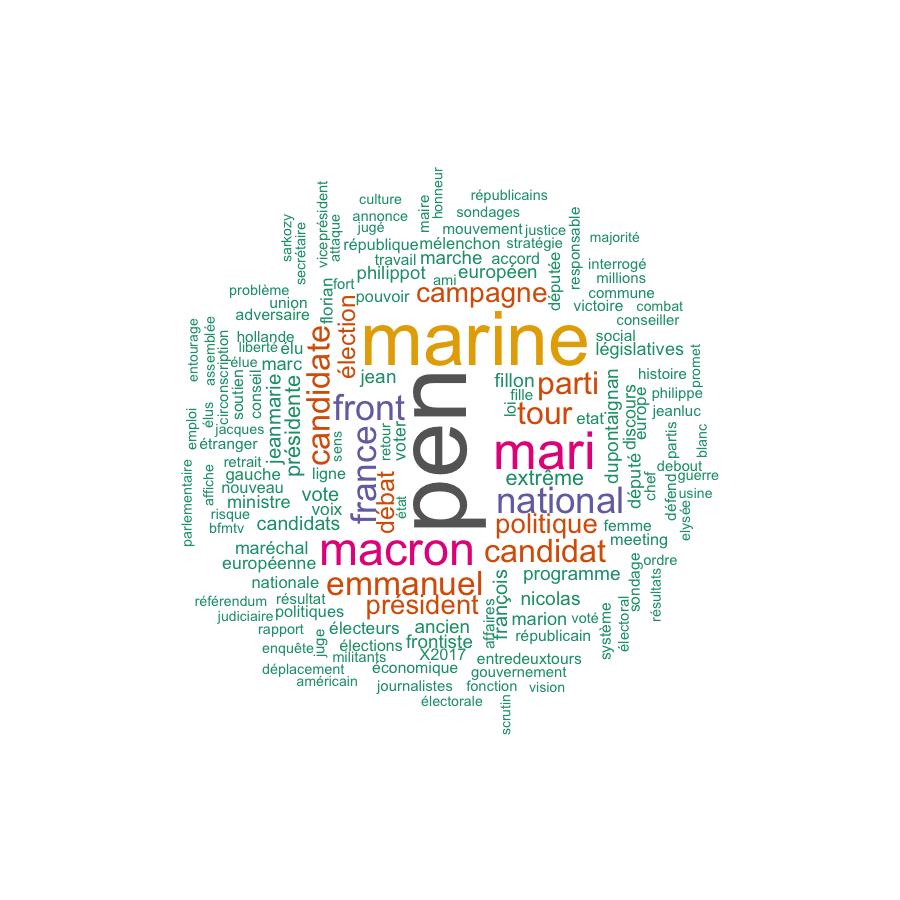 honneur
maire
viceprésident
culture
républicains
annonce
sondages
jugé
mouvement
justice
responsable
majorité
sarkozy
secrétaire
attaque
république
mélenchon
stratégie
travail
marche
accord
députée
interrogé
philippot
ami
européen
millions
problème
florian
fort
pouvoir
campagne
commune
union
élection
victoire
combat
adversaire
marine
conseiller
entourage
assemblée
circonscription
hollande
candidate
social
liberté
élu
législatives
promet
élue
marc
soutien
conseil
jean
pen
fillon
parti
histoire
jeanmarie
présidente
fille
dupontaignan
discours
europe
philippe
emploi
élus
front
loi
tour
etat
jeanluc
jacques
voter
retour
sens
france
mari
partis
blanc
étranger
retrait
gauche
ligne
débat
extrême
député
chef
debout
guerre
défend
affiche
nouveau
vote
état
national
usine
parlementaire
ministre
voix
elysée
risque
bfmtv
candidats
politique
femme
meeting
maréchal
macron
candidat
européenne
ordre
nationale
emmanuel
programme
sondage
résultats
référendum
résultat
président
françois
nicolas
judiciaire
politiques
affaires
marion
voté
système
électoral
rapport
électeurs
ancien
républicain
enquête
juge
élections
frontiste
militants
X2017
entredeuxtours
déplacement
économique
gouvernement
américain
journalistes
fonction
vision
électorale
scrutin